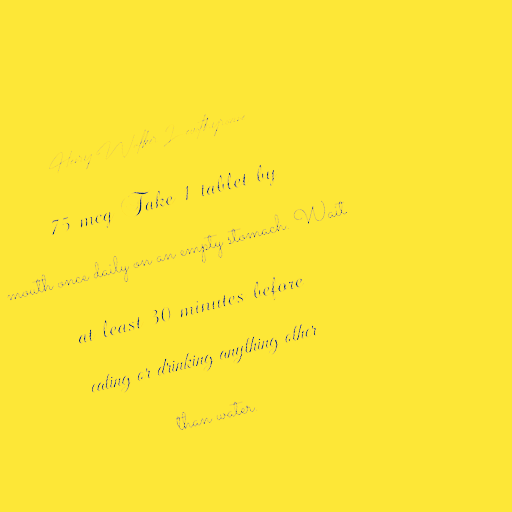 75 mcg / Take 1 tablet by
mouth once daily on an empty stomach. Wait
at least 30 minutes before
eating or drinking anything other
than water